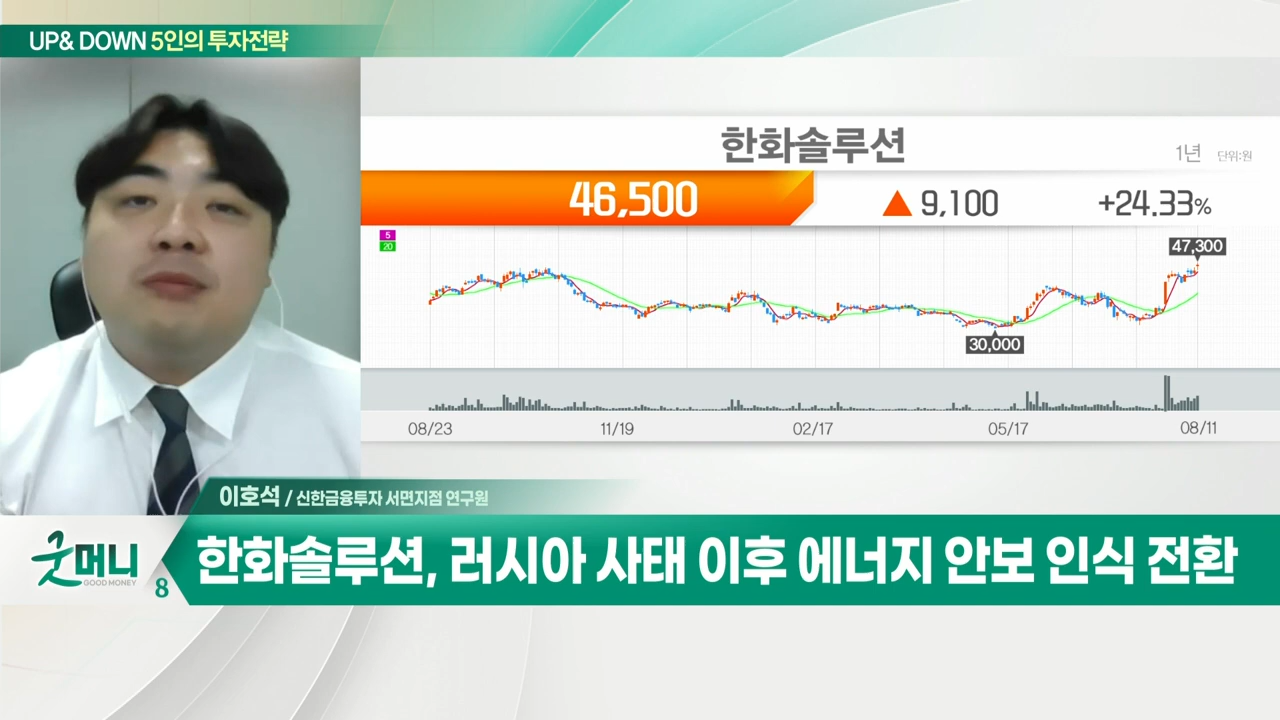 UP& DOWN 5인의 투자전략
한화솔루션
1년 단위:원
46,500 ▲ 9,100 +24.33%
5
20
47,300
30,000
08/23 11/19 02/17 05/17 08/11
이호석 / 신한금융투자 서면지점 연구원
굿머니
GOOD MONEY
8
한화솔루션, 러시아 사태 이후 에너지 안보 인식 전환